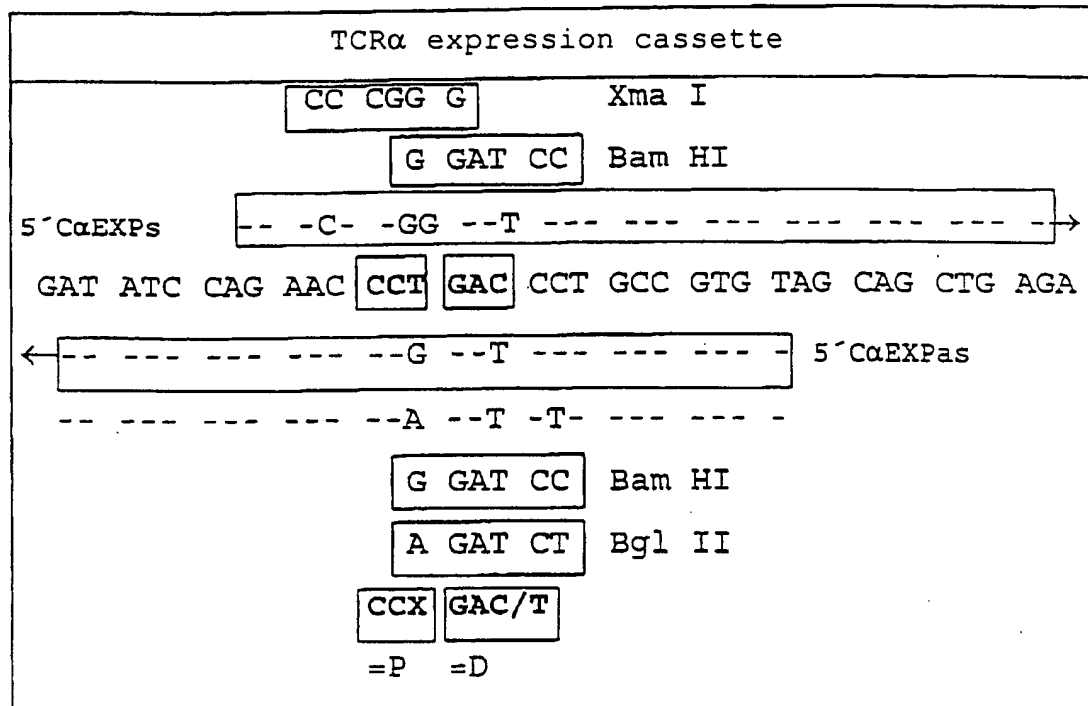 TCRα expression cassette
CC CGG G Xma I
G GAT CC Bam HI
5´CαEXPs -- -C- -GG --T --- --- --- --- --- --- --
GAT ATC CAG AAC CCT GAC CCT GCC GTG TAG CAG CTG AGA
-- --- --- --- --G --T --- --- --- - 5´CαEXPas
-- --- --- --- --A --T -T- --- --- -
G GAT CC Bam HI
A GAT CT Bgl II
CCX GAC/T
=P =D